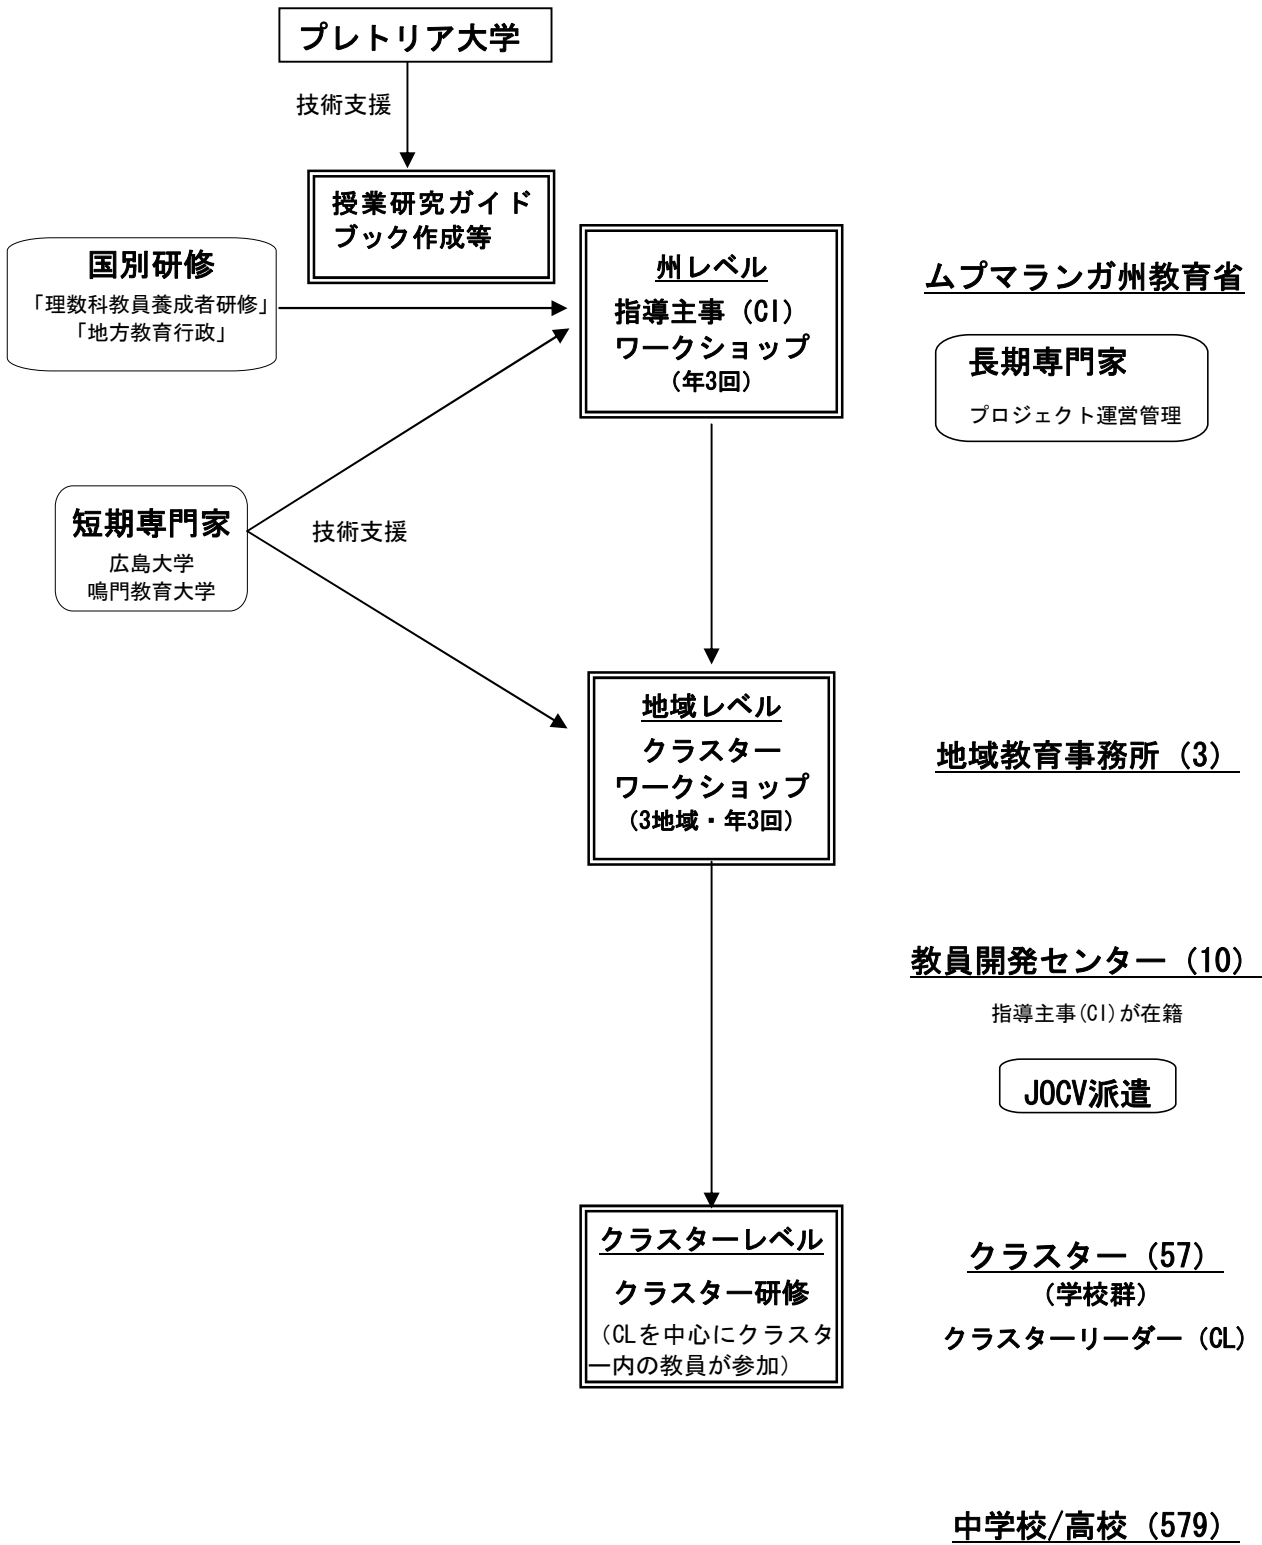 プレトリア大学
技術支援
授業研究ガイド
ブック作成等
国別研修
「理数科教員養成者研修」
「地方教育行政」
州レベル
指導主事（CI）
ワークショップ
（年3回）
ムプマランガ州教育省
長期専門家
プロジェクト運営管理
短期専門家
広島大学
鳴門教育大学
技術支援
地域レベル
クラスター
ワークショップ
（3地域・年3回）
地域教育事務所（3）
教員開発センター（10）
指導主事(CI)が在籍
JOCV派遣
クラスターレベル
クラスター研修
（CLを中心にクラスタ
ー内の教員が参加）
クラスター（57）
（学校群）
クラスターリーダー（CL）
中学校/高校（579）